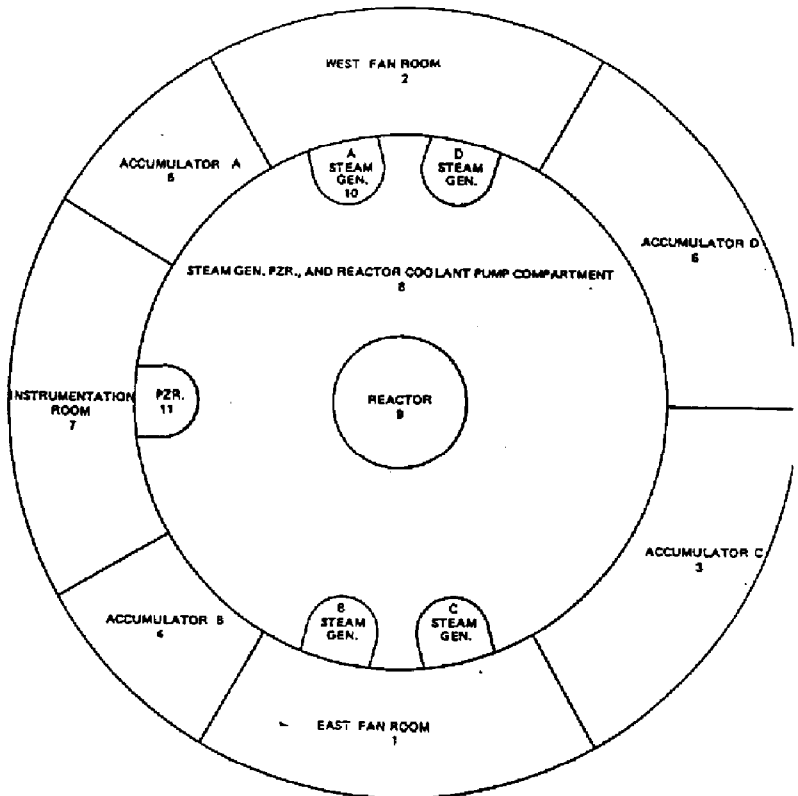 WEST FAN ROOM
2
A
STEAM
GEN.
10
D
STEAM
GEN.
ACCUMULATOR A
ACCUMULATOR D
STEAM GEN. PZR., AND REACTOR COOLANT PUMP COMPARTMENT
8
INSTRUMENTATION
ROOM
7
PZR.
11
REACTOR
9
ACCUMULATOR C
3
ACCUMULATOR B
4
B
STEAM
GEN.
C
STEAM
GEN.
EAST FAN ROOM
1